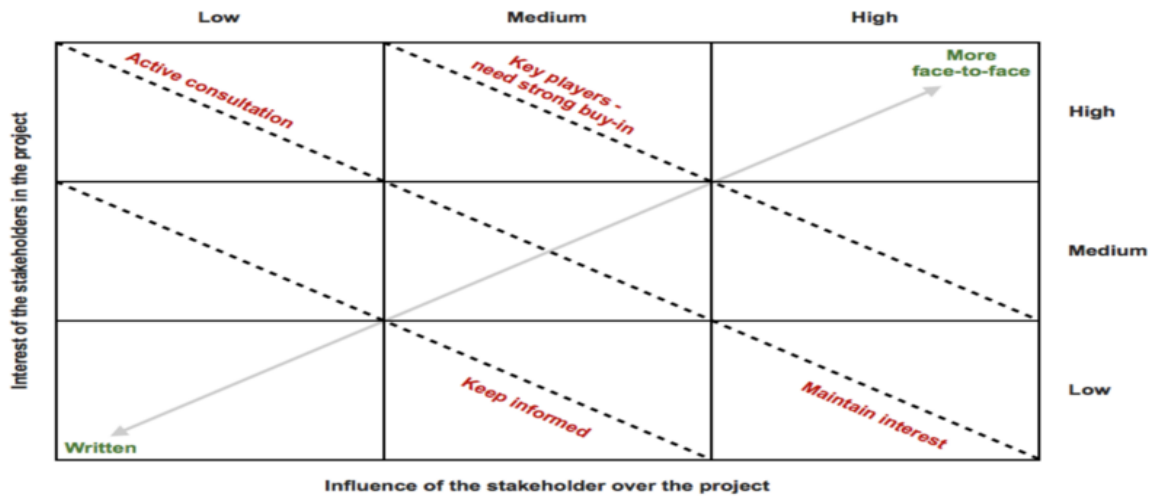 Low
Medium
High
Active consultation
Key players -
need strong buy-in
More
face-to-face
High
Interest of the stakeholders in the project
Medium
Keep informed
Maintain interest
Low
Written
Influence of the stakeholder over the project